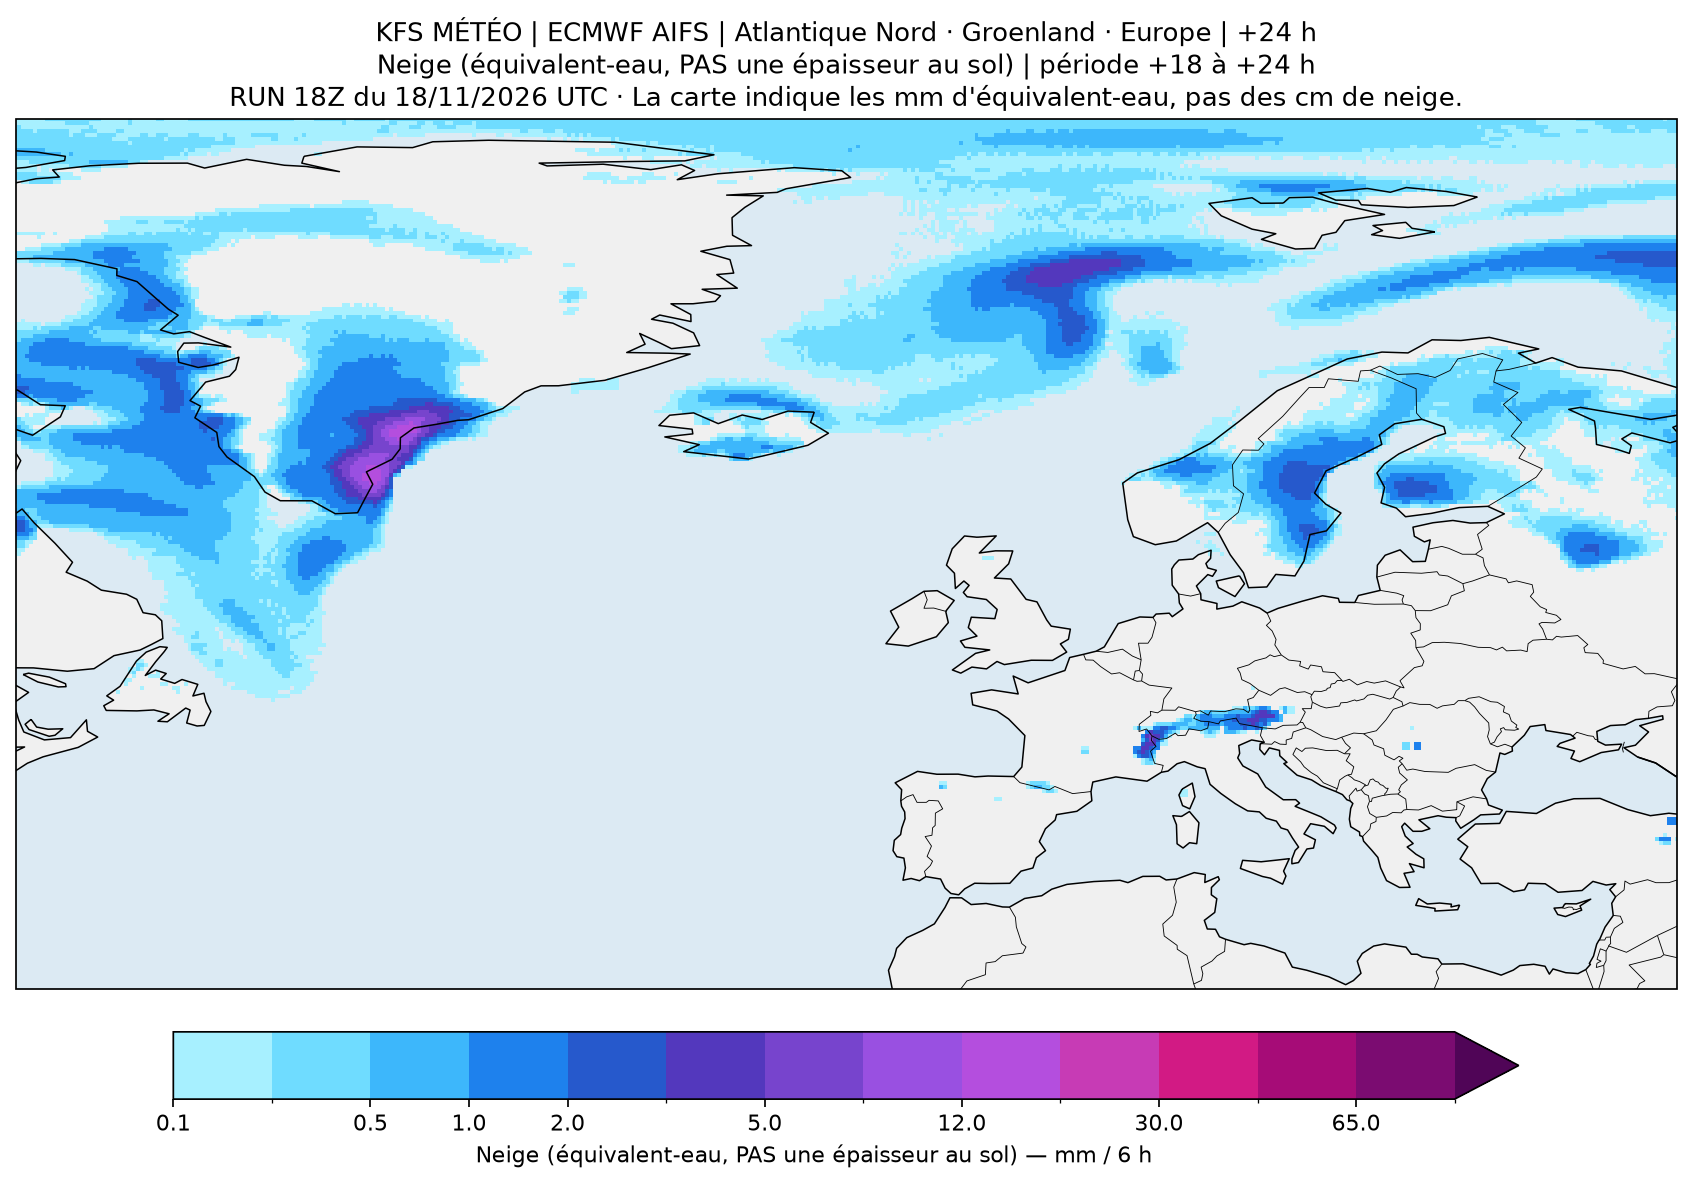 KFS MÉTÉO | ECMWF AIFS | Atlantique Nord · Groenland · Europe | +24 h
Neige (équivalent-eau, PAS une épaisseur au sol) | période +18 à +24 h
RUN 18Z du 18/11/2026 UTC · La carte indique les mm d'équivalent-eau, pas des cm de neige.
0.1 0.5 1.0 2.0 5.0 12.0 30.0 65.0
Neige (équivalent-eau, PAS une épaisseur au sol) — mm / 6 h